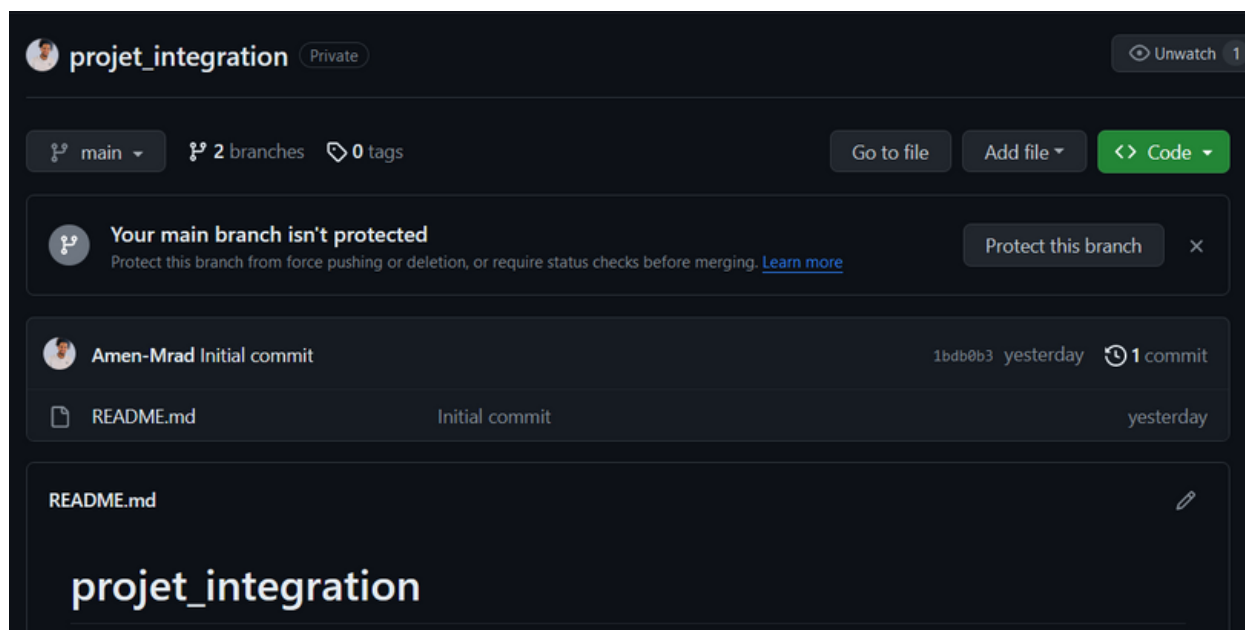 projet_integration Private Unwatch 1
main 2 branches 0 tags Go to file Add file <> Code
Your main branch isn't protected
Protect this branch
Protect this branch from force pushing or deletion, or require status checks before merging. Learn more
Amen-Mrad Initial commit 1bdb0b3 yesterday 1 commit
README.md Initial commit yesterday
README.md
projet_integration